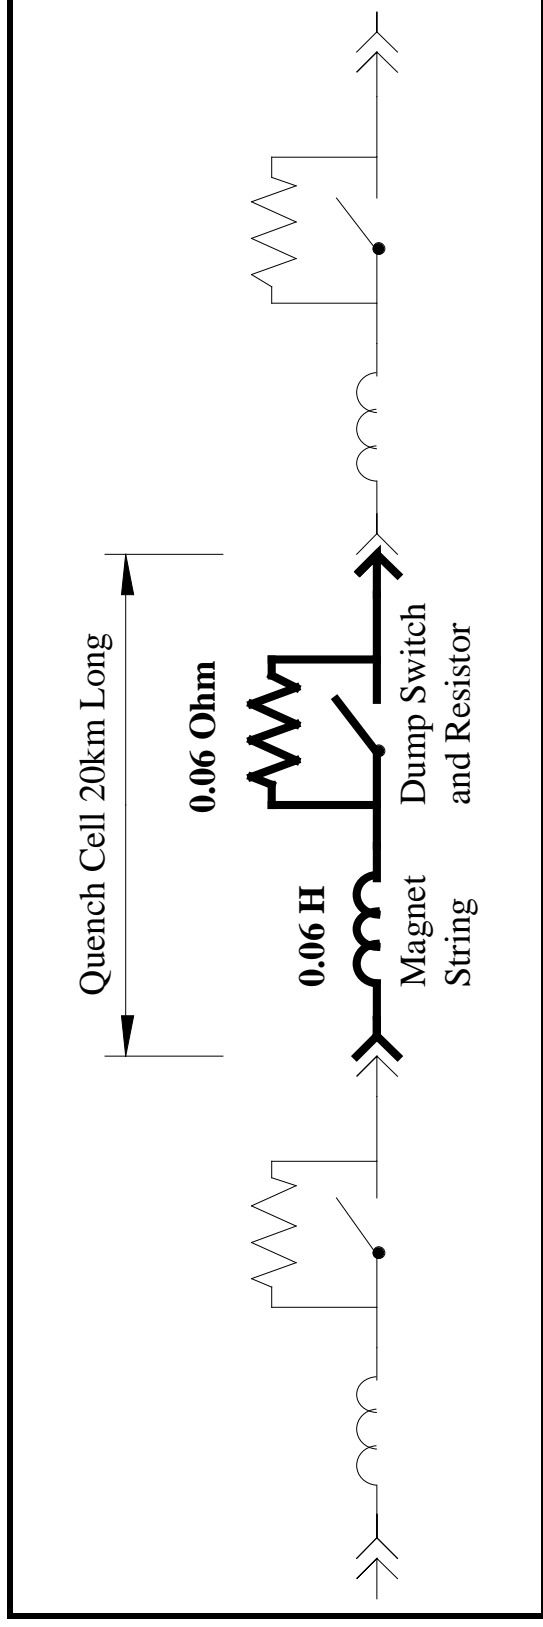 Quench Cell 20km Long
0.06 Ohm
0.06 H
Magnet
String
Dump Switch
and Resistor